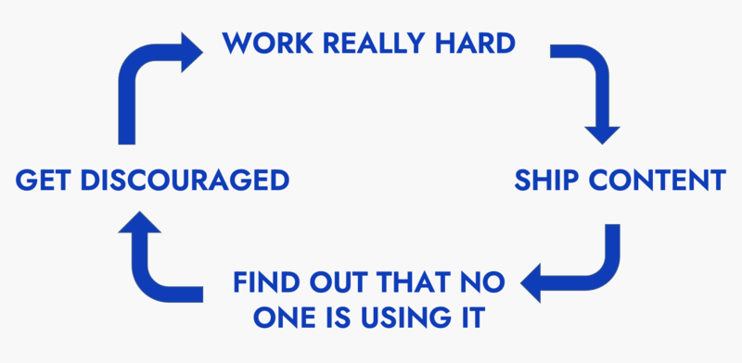 WORK REALLY HARD
GET DISCOURAGED
SHIP CONTENT
FIND OUT THAT NO
ONE IS USING IT